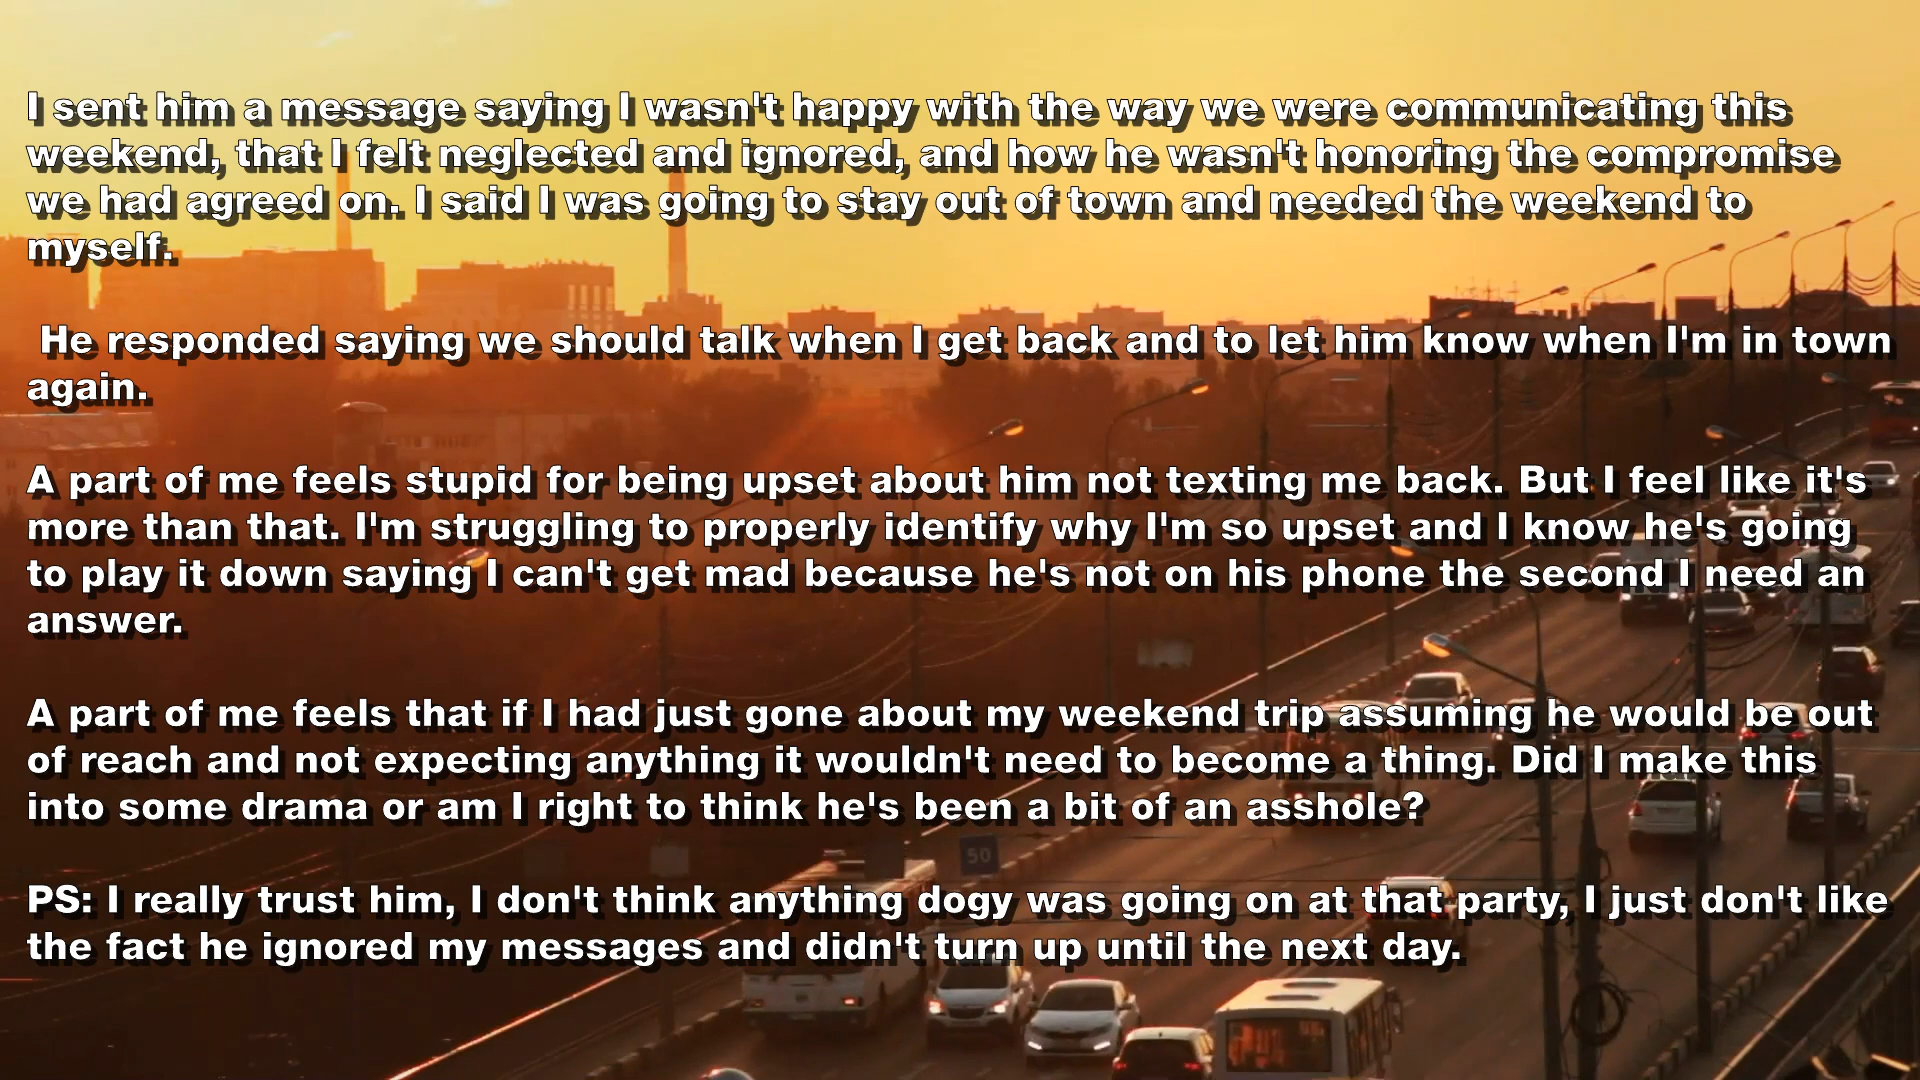 I sent him a message saying I wasn't happy with the way we were communicating this
weekend, that I felt neglected and ignored, and how he wasn't honoring the compromise
we had agreed on. I said I was going to stay out of town and needed the weekend to
myself.
He responded saying we should talk when I get back and to let him know when I'm in town
again.
A part of me feels stupid for being upset about him not texting me back. But I feel like it's
more than that. I'm struggling to properly identify why I'm so upset and I know he's going
to play it down saying I can't get mad because he's not on his phone the second I need an
answer.
A part of me feels that if I had just gone about my weekend trip assuming he would be out
of reach and not expecting anything it wouldn't need to become a thing. Did I make this
into some drama or am I right to think he's been a bit of an asshole?
50
PS: I really trust him, I don't think anything dogy was going on at that party, I just don't like
the fact he ignored my messages and didn't turn up until the next day.